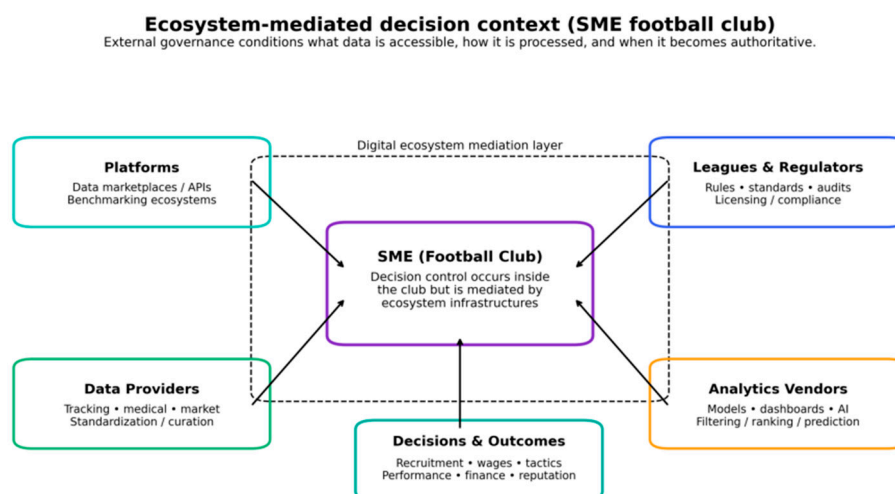 Ecosystem-mediated decision context (SME football club)
External governance conditions what data is accessible, how it is processed, and when it becomes authoritative.
Digital ecosystem mediation layer
Platforms
Data marketplaces / APIs
Benchmarking ecosystems
Leagues & Regulators
Rules • standards • audits
Licensing / compliance
SME (Football Club)
Decision control occurs inside
the club but is mediated by
ecosystem infrastructures
Data Providers
Tracking • medical • market
Standardization / curation
Analytics Vendors
Models • dashboards • AI
Filtering / ranking / prediction
Decisions & Outcomes
Recruitment • wages • tactics
Performance • finance • reputation